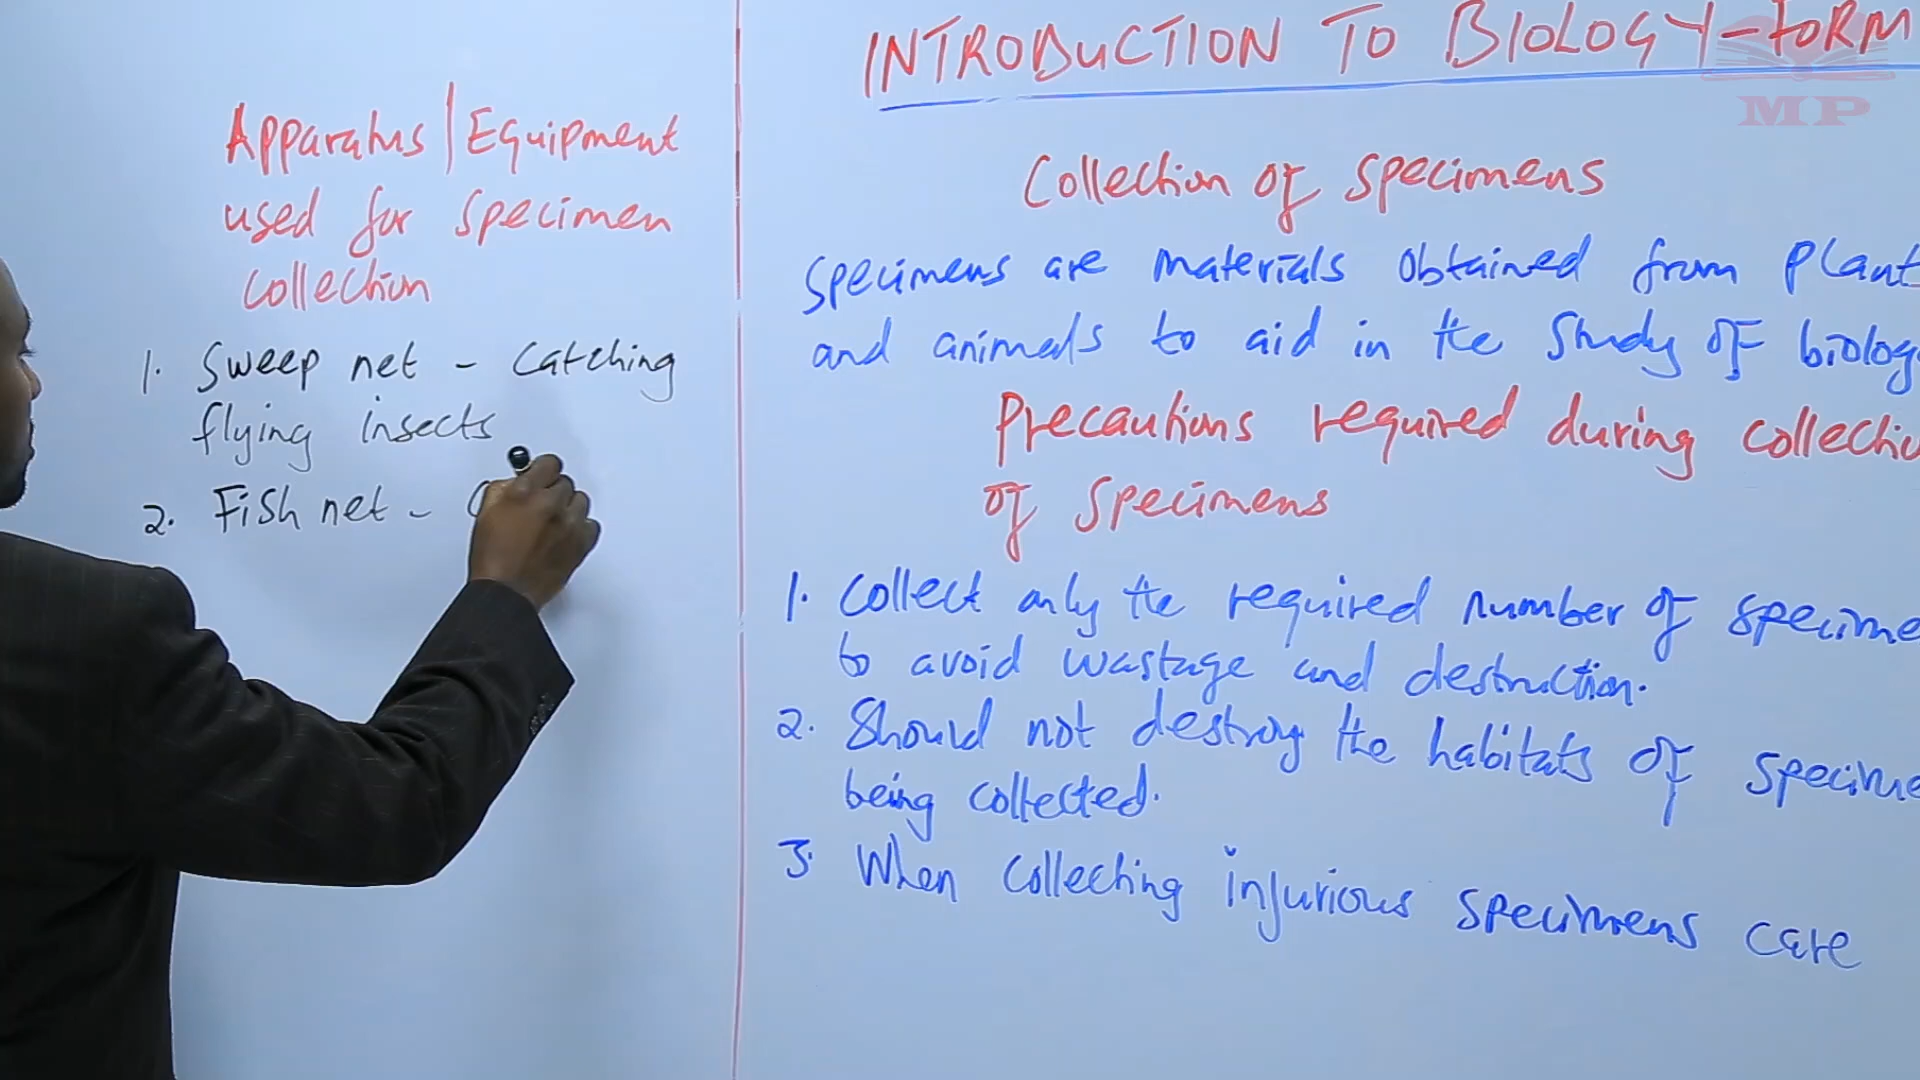 Apparatus | Equipment
used for specimen
collection
1. Sweep net - Catching
flying insects
2. Fish net - C
INTRODUCTION TO BIOLOGY - FORM
MP
Collection of specimens
Specimens are materials obtained from plant
and animals to aid in the study of biolog
Precautions required during collectio
of specimens
1. Collect only the required number of specime
to avoid wastage and destruction.
2. Should not destroy the habitats of specime
being collected.
3. When collecting injurious specimens care